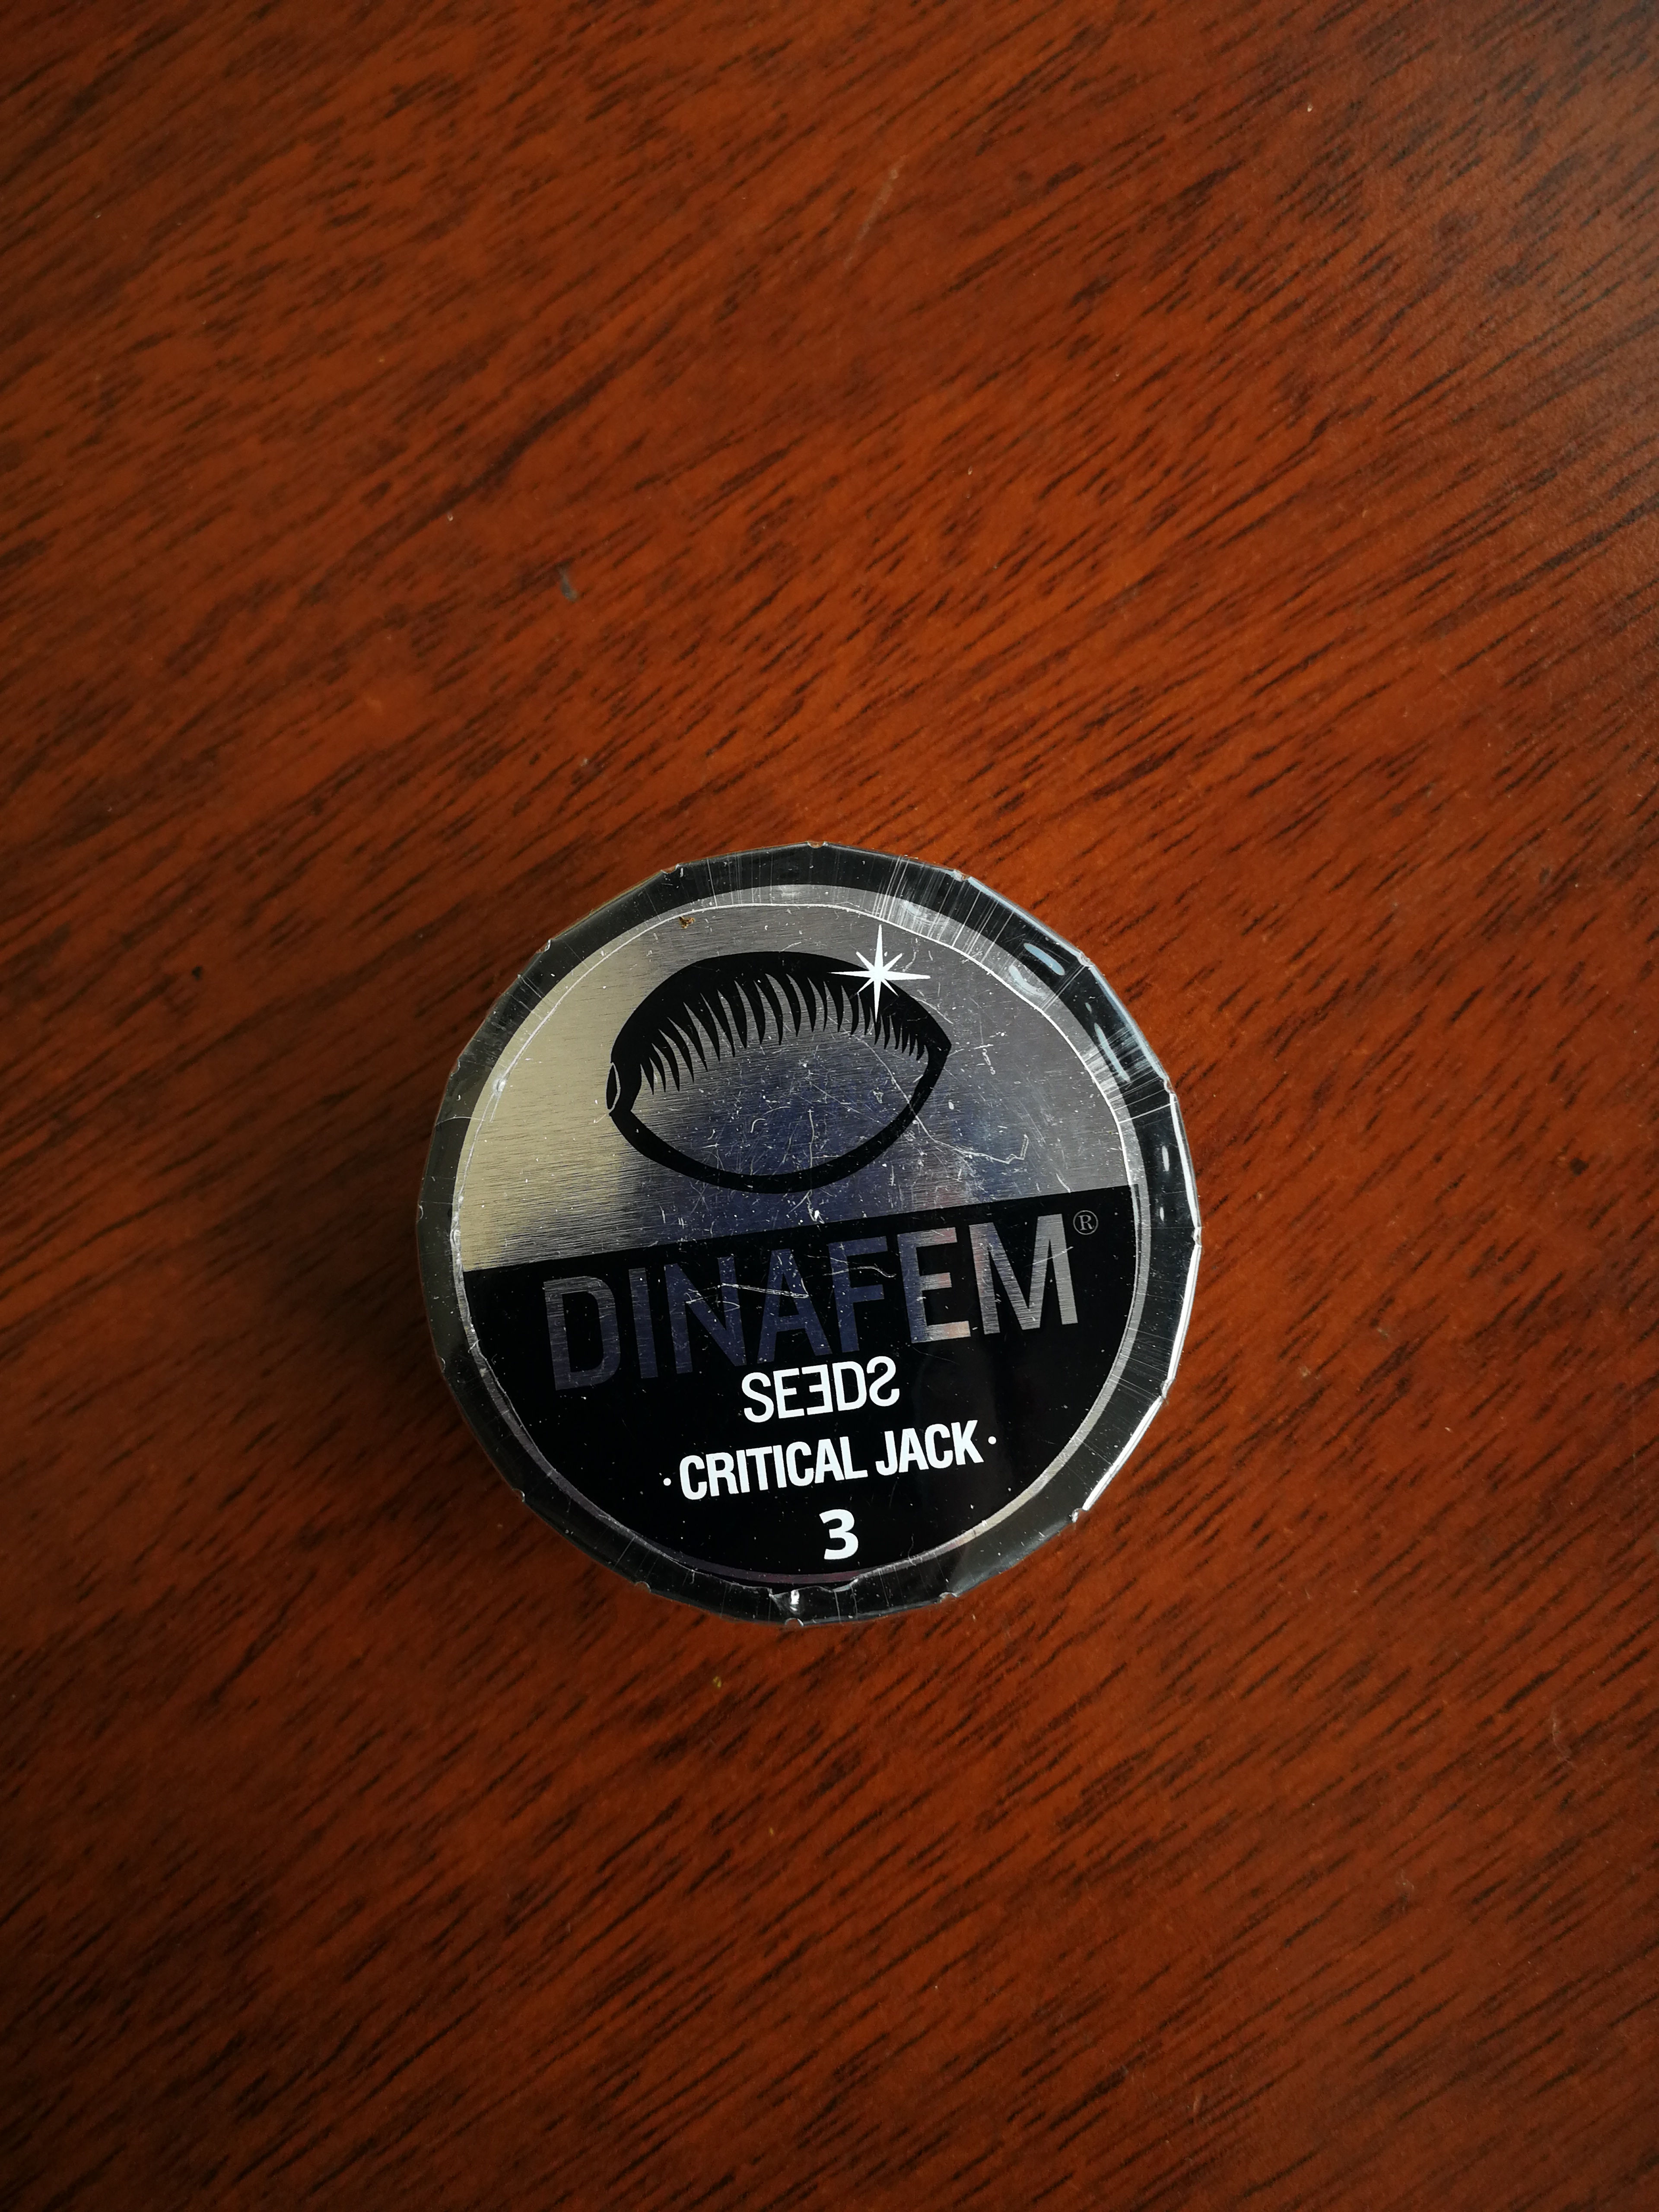 DINAFEM®
SEEDS
· CRITICAL JACK ·
3